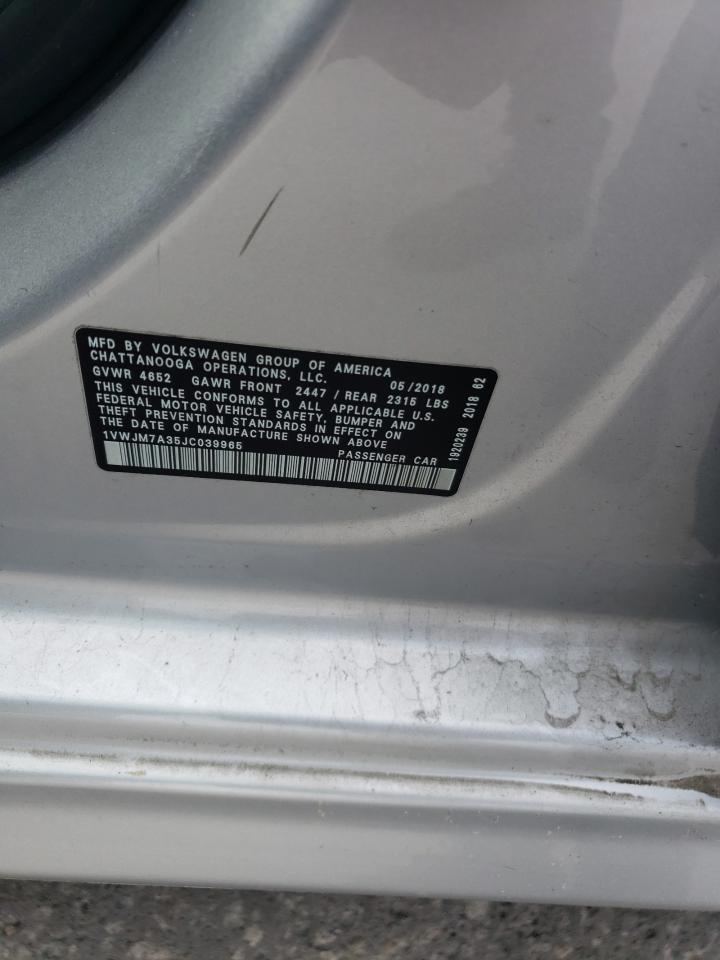 MFD BY VOLKSWAGEN GROUP OF AMERICA
CHATTANOOGA OPERATIONS, LLC. 05/2018
GVWR 4652 GAWR FRONT 2447 / REAR 2315 LBS
THIS VEHICLE CONFORMS TO ALL APPLICABLE U.S.
FEDERAL MOTOR VEHICLE SAFETY, BUMPER AND
THEFT PREVENTION STANDARDS IN EFFECT ON
THE DATE OF MANUFACTURE SHOWN ABOVE
1VWJM7A35JC039965 PASSENGER CAR
1920239 2018 62